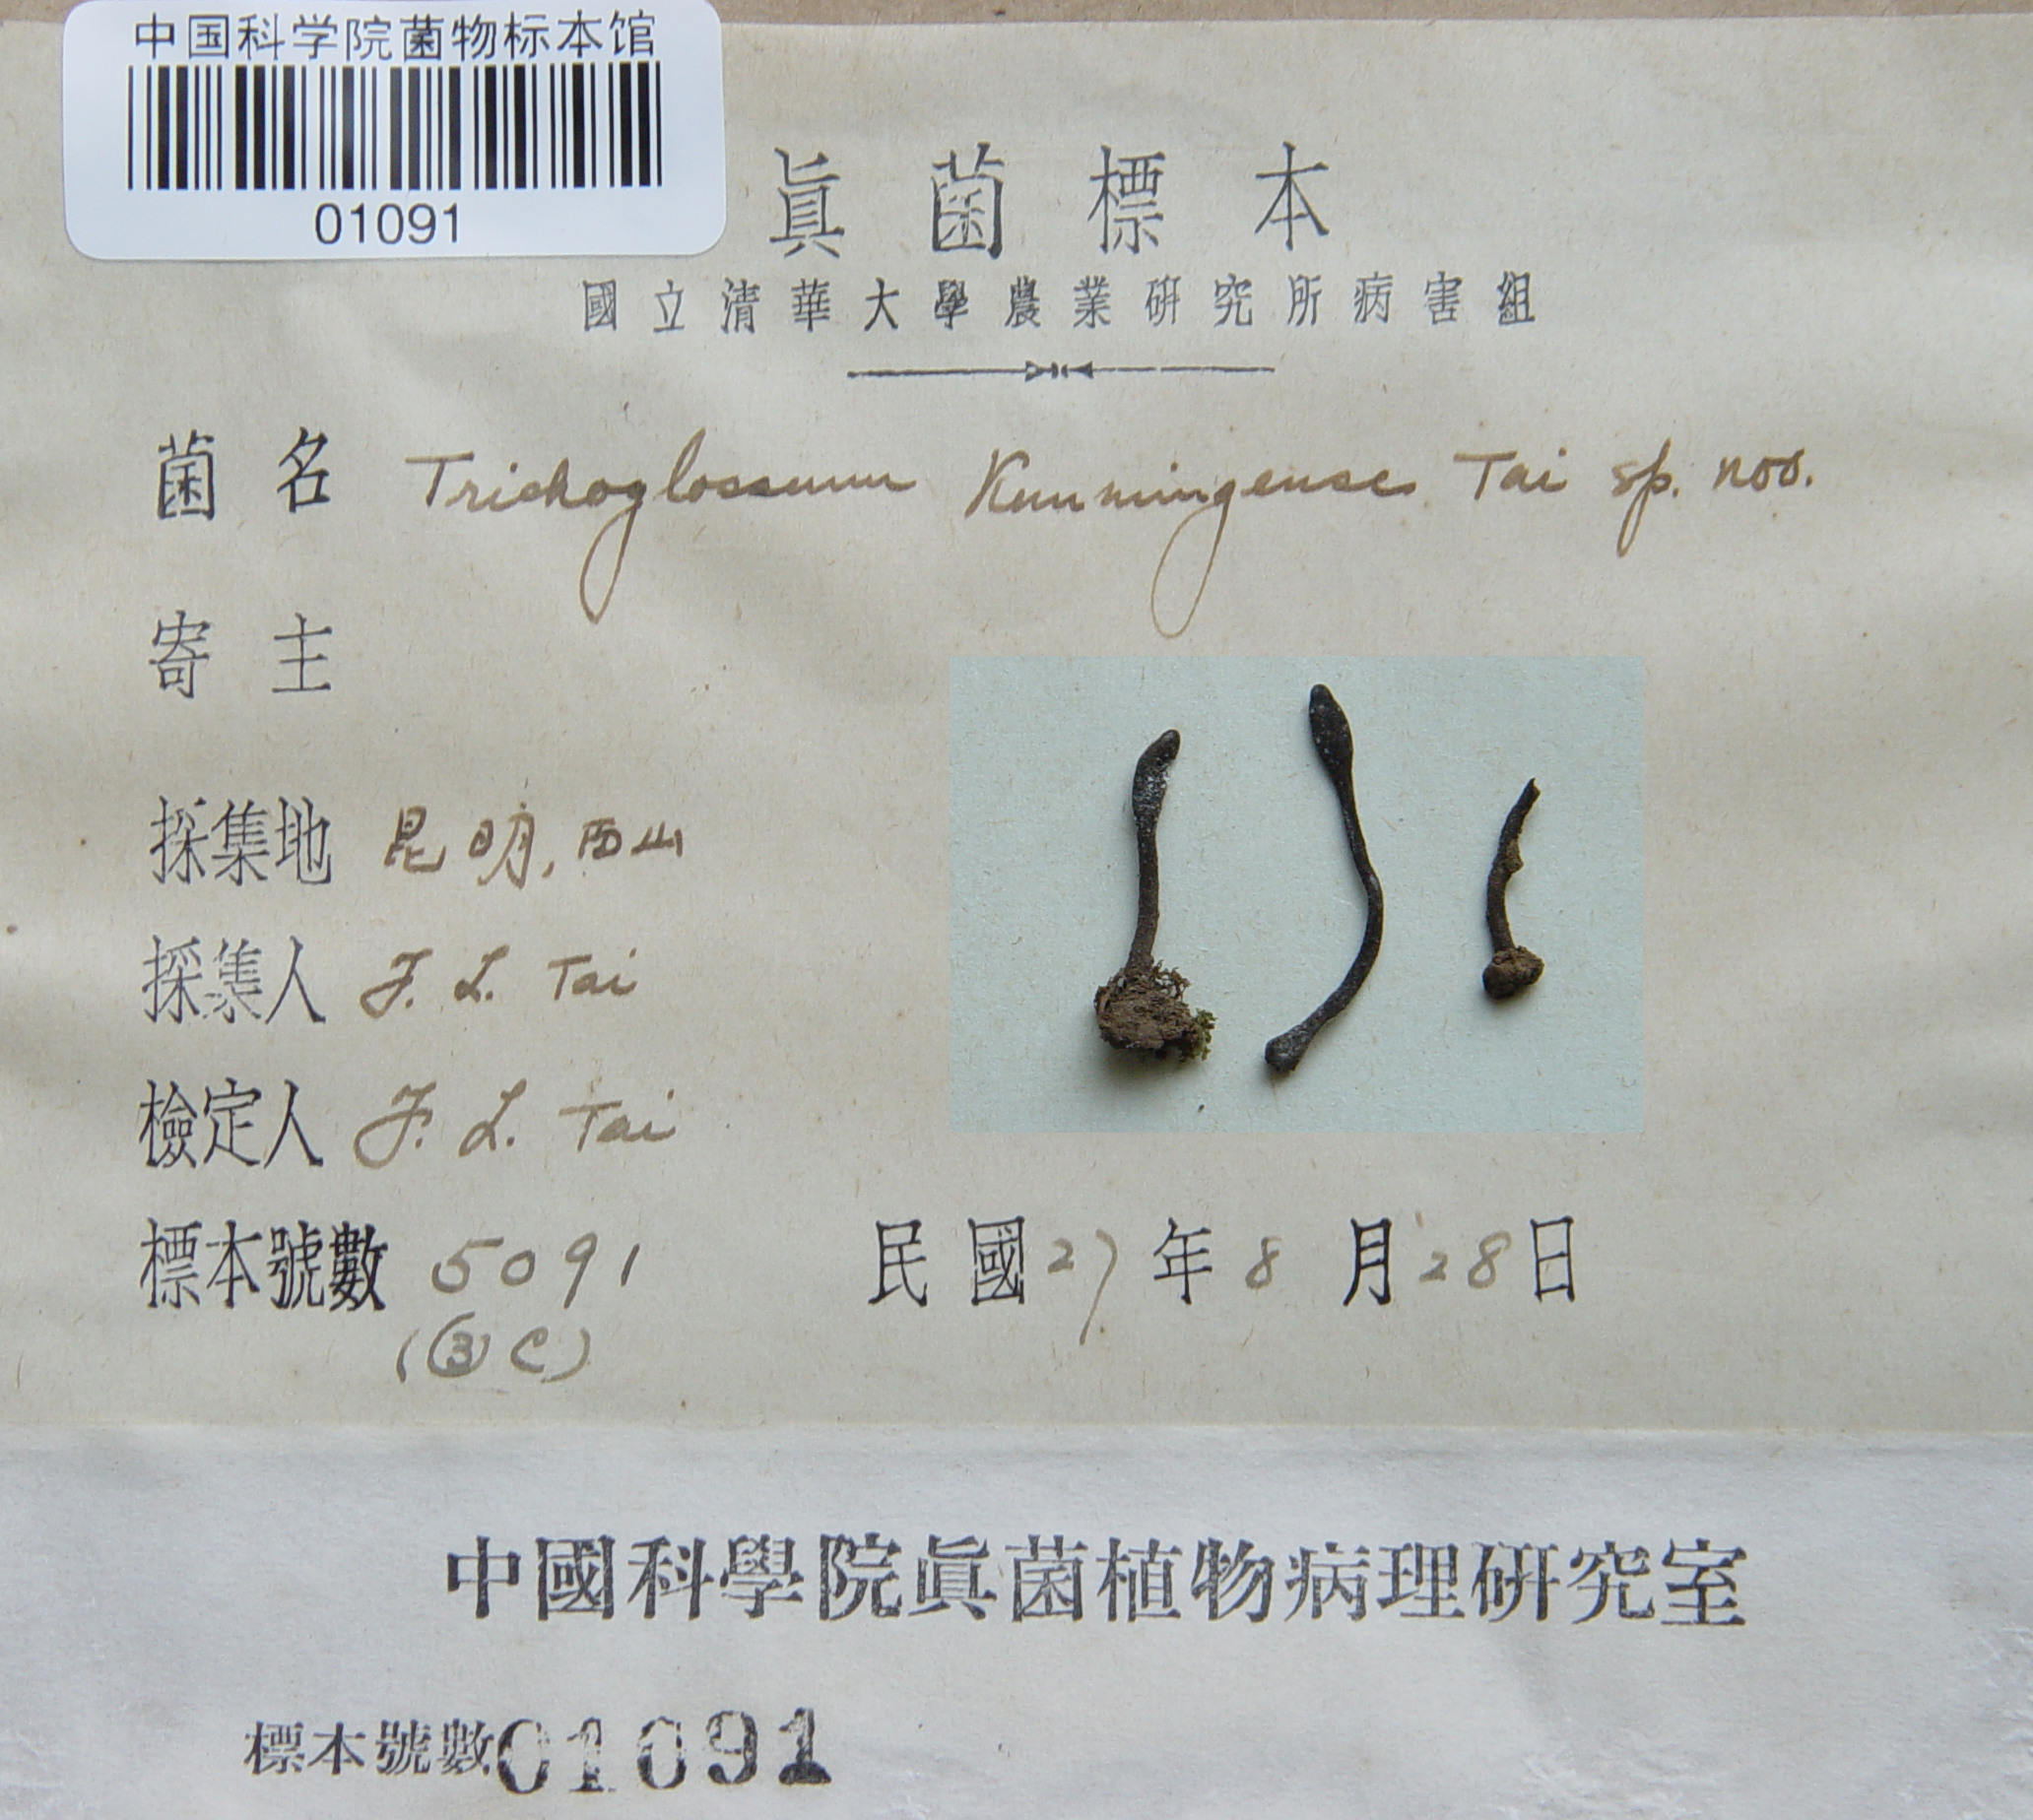 中国科学院菌物标本馆
01091
眞菌標本
國立清華大學農業研究所病害組
菌名 Trichoglossum Kunmingense Tai sp. nov.
寄主
採集地 昆明, 西山
採集人 F. L. Tai
檢定人 F. L. Tai
標本號數 5091 民國27年8月28日
(③C)
中國科學院眞菌植物病理研究室
標本號數01091